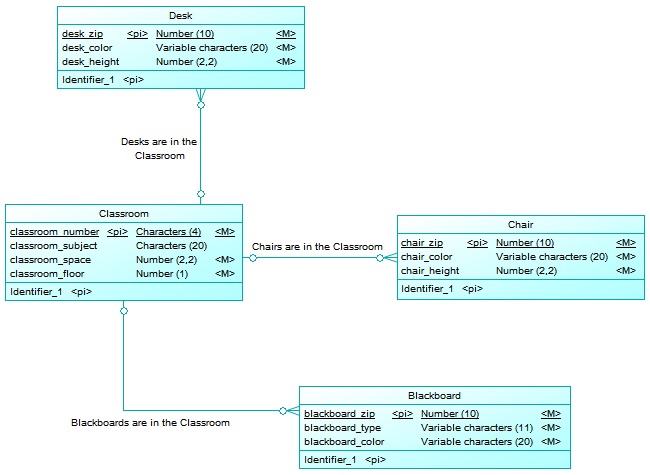 Desk
desk_zip <pi> Number (10) <M>
desk_color Variable characters (20) <M>
desk_height Number (2,2) <M>
Identifier_1 <pi>
Desks are in the
Classroom
Classroom
classroom_number <pi> Characters (4) <M>
classroom_subject Characters (20)
classroom_space Number (2,2) <M>
classroom_floor Number (1) <M>
Identifier_1 <pi>
Chairs are in the Classroom
Chair
chair_zip <pi> Number (10) <M>
chair_color Variable characters (20) <M>
chair_height Number (2,2) <M>
Identifier_1 <pi>
Blackboards are in the Classroom
Blackboard
blackboard_zip <pi> Number (10) <M>
blackboard_type Variable characters (11) <M>
blackboard_color Variable characters (20) <M>
Identifier_1 <pi>